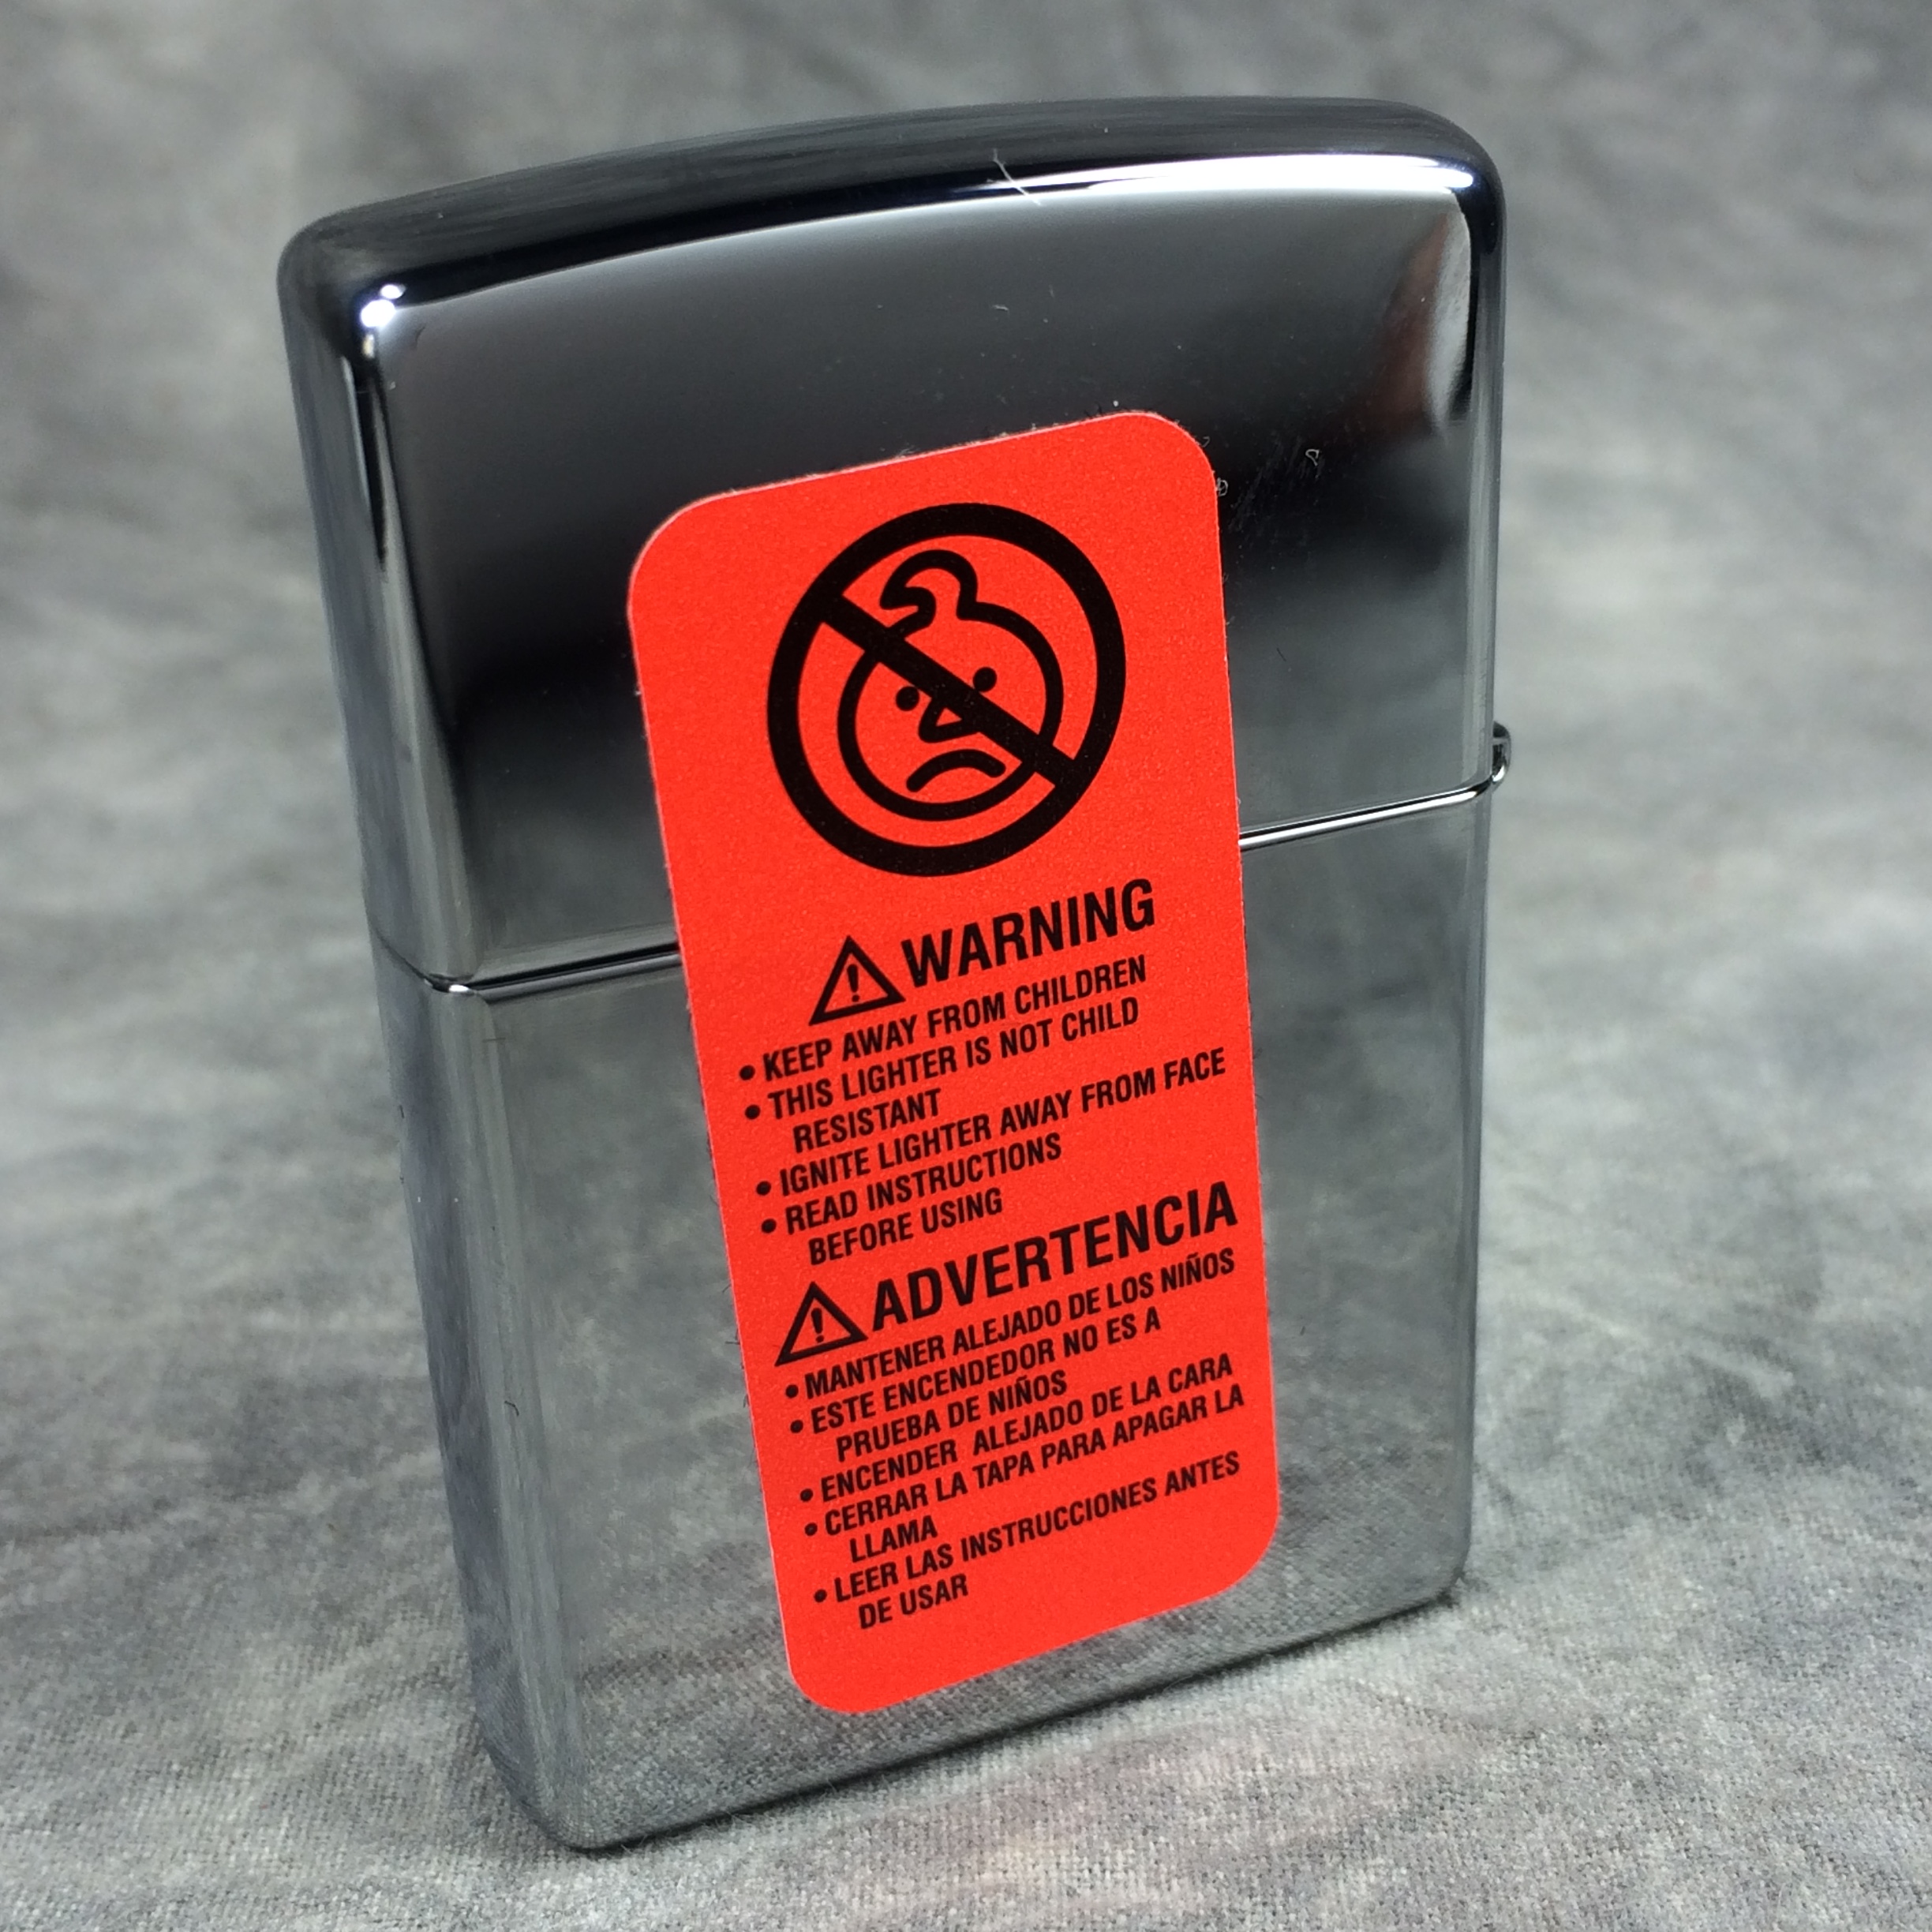 WARNING
• KEEP AWAY FROM CHILDREN
• THIS LIGHTER IS NOT CHILD
RESISTANT
• IGNITE LIGHTER AWAY FROM FACE
• READ INSTRUCTIONS
BEFORE USING
ADVERTENCIA
• MANTENER ALEJADO DE LOS NIÑOS
• ESTE ENCENDEDOR NO ES A
PRUEBA DE NIÑOS
• ENCENDER ALEJADO DE LA CARA
• CERRAR LA TAPA PARA APAGAR LA
LLAMA
• LEER LAS INSTRUCCIONES ANTES
DE USAR